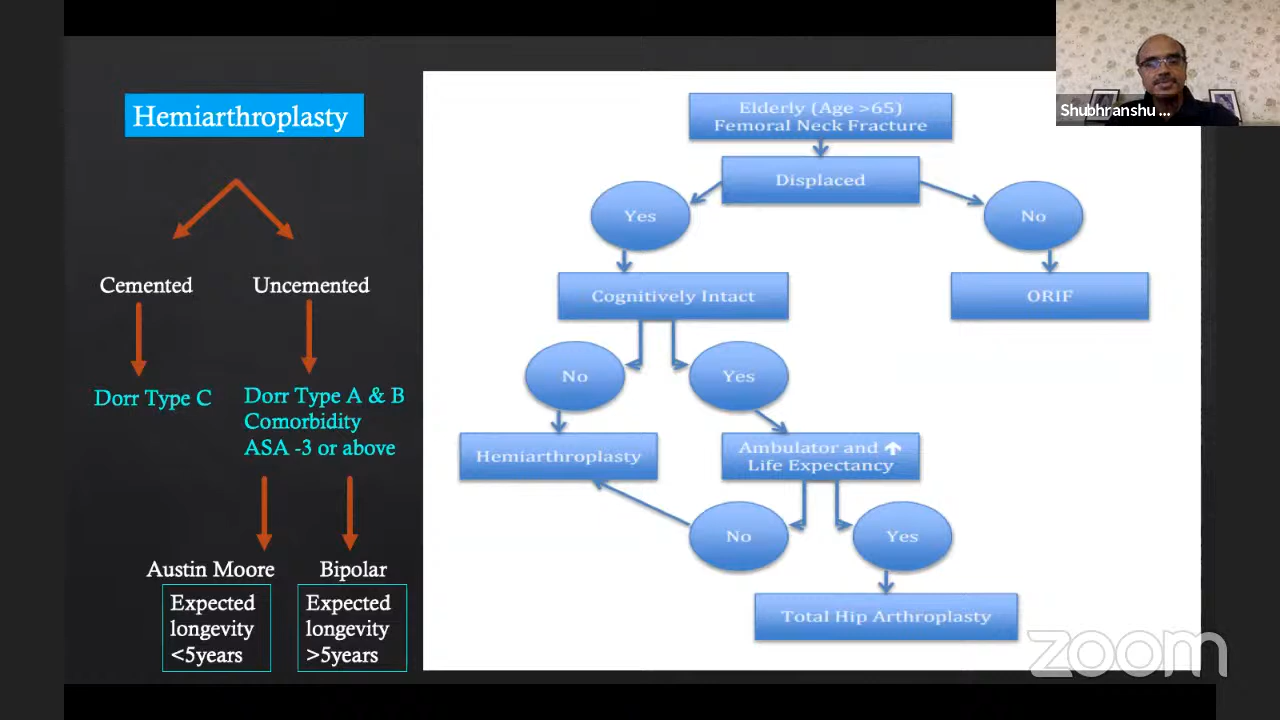 Hemiarthroplasty
Cemented
Uncemented
Dorr Type C
Dorr Type A & B
Comorbidity
ASA -3 or above
Austin Moore
Bipolar
Expected
longevity
<5years
Expected
longevity
>5years
Elderly (Age >65)
Femoral Neck Fracture
Displaced
Yes
No
Cognitively Intact
ORIF
No
Yes
Hemiarthroplasty
Ambulator and ↑
Life Expectancy
No
Yes
Total Hip Arthroplasty
Shubhranshu ...
zoom